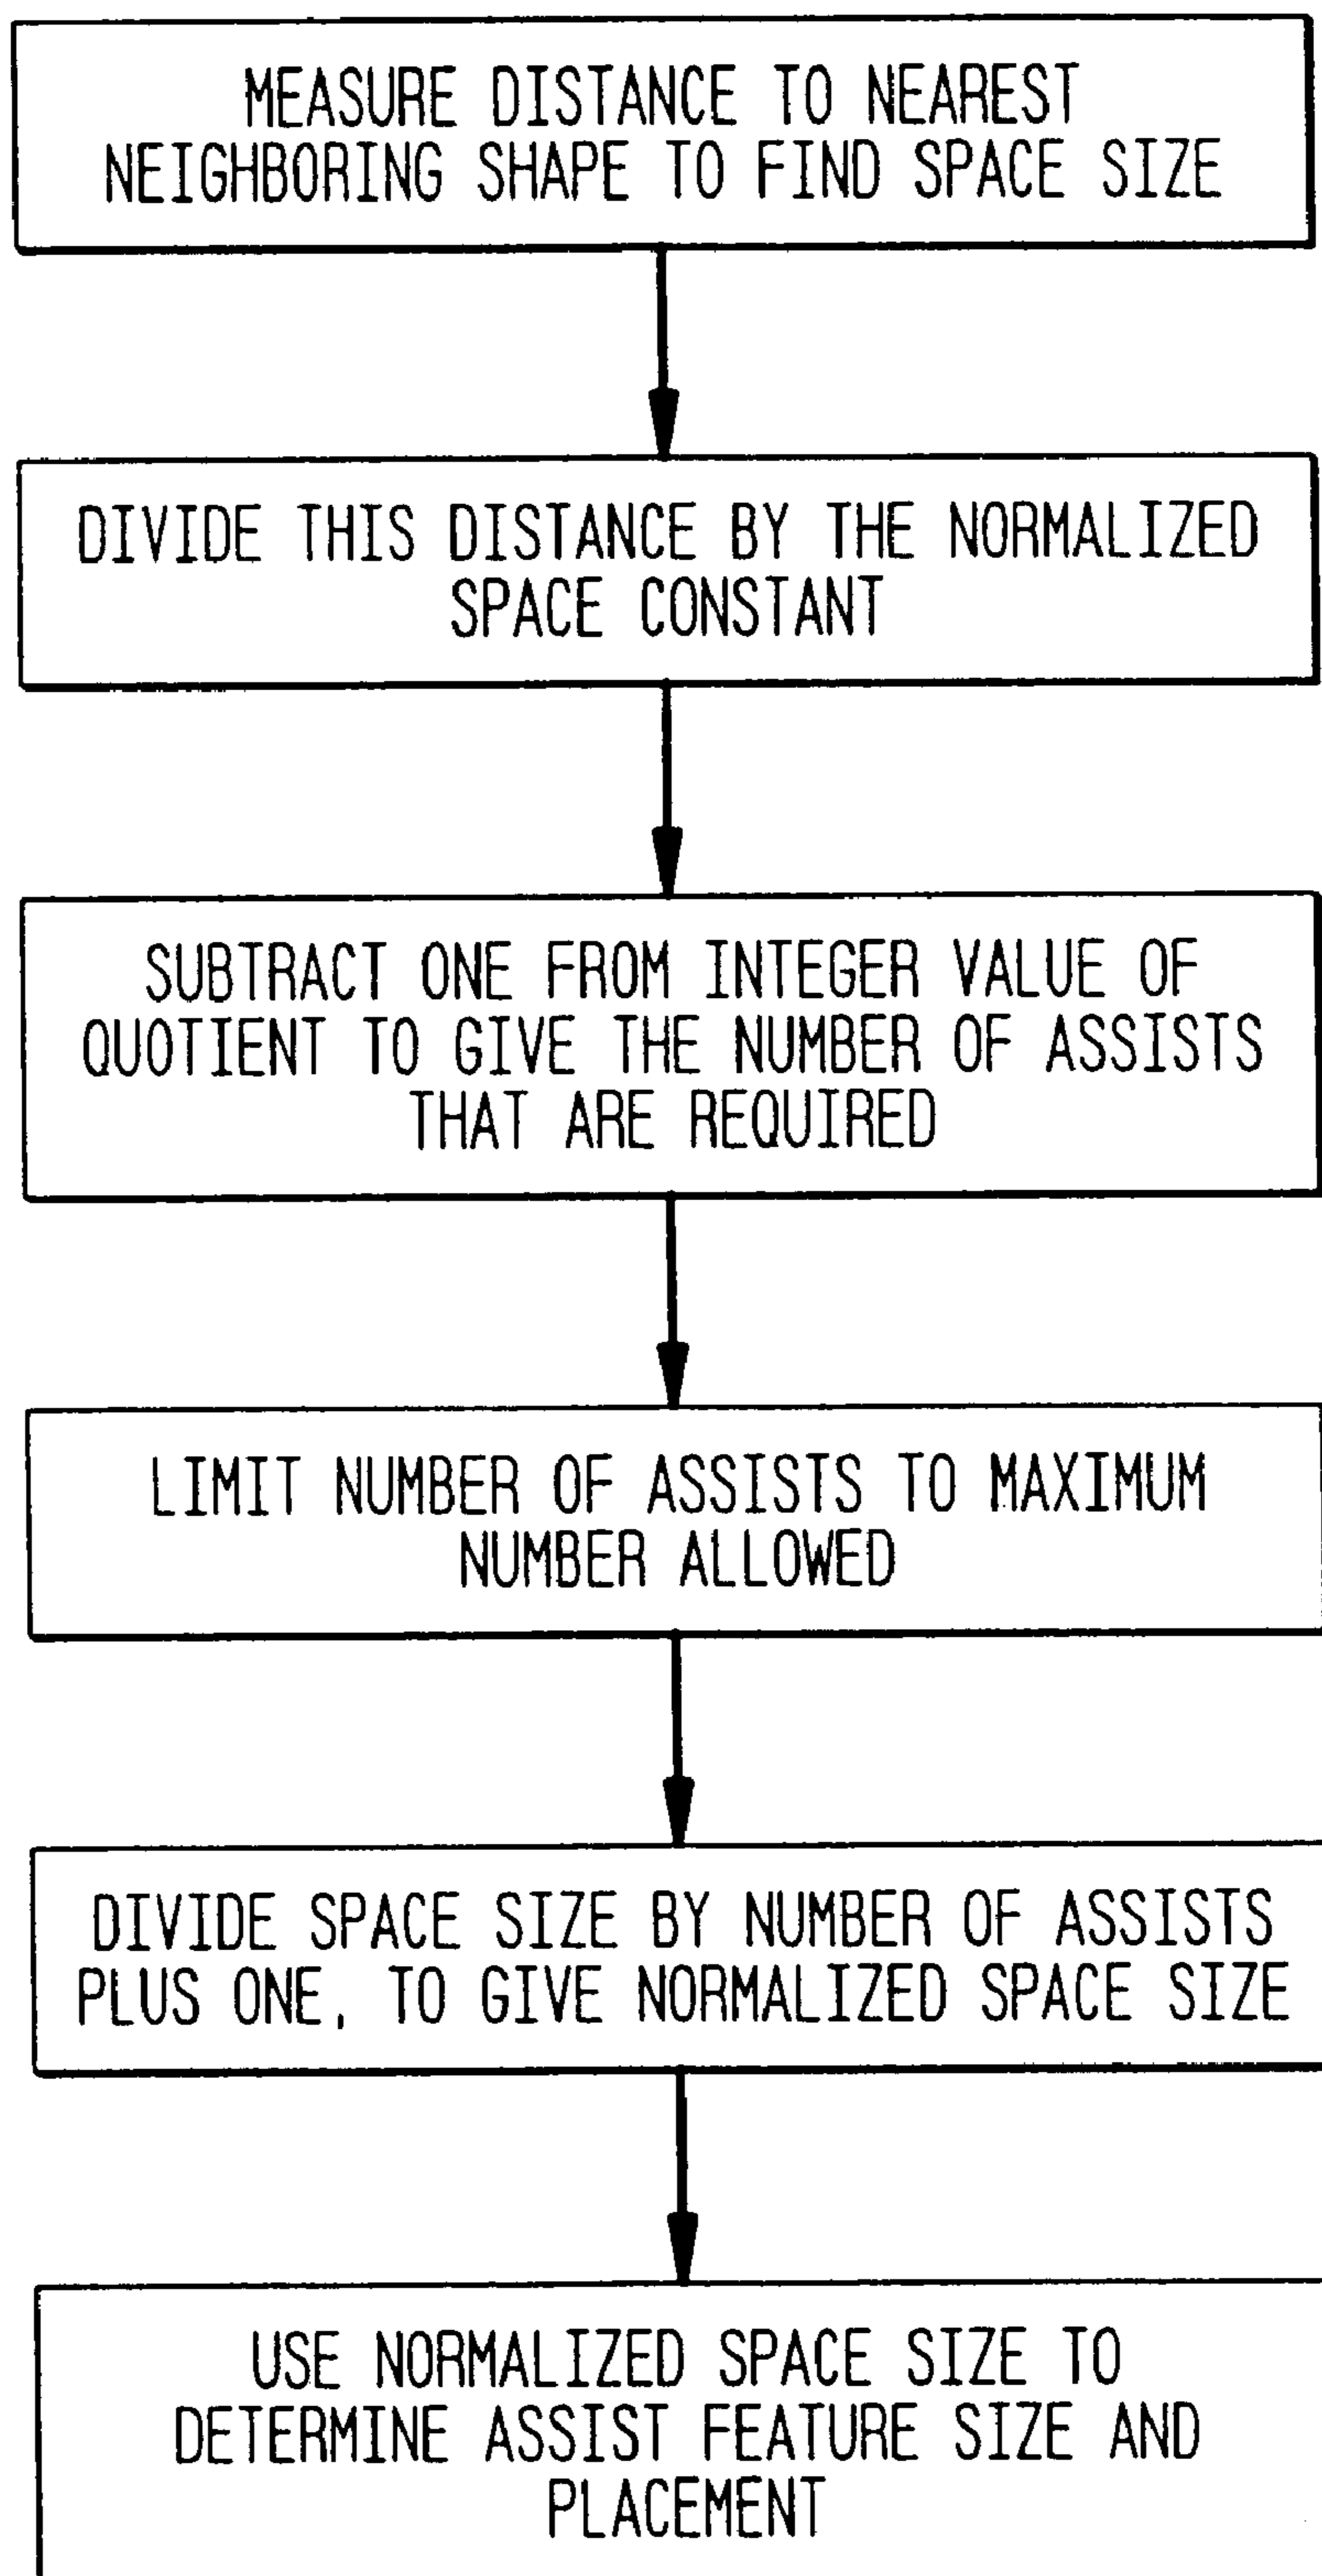 MEASURE DISTANCE TO NEAREST
NEIGHBORING SHAPE TO FIND SPACE SIZE
DIVIDE THIS DISTANCE BY THE NORMALIZED
SPACE CONSTANT
SUBTRACT ONE FROM INTEGER VALUE OF
QUOTIENT TO GIVE THE NUMBER OF ASSISTS
THAT ARE REQUIRED
LIMIT NUMBER OF ASSISTS TO MAXIMUM
NUMBER ALLOWED
DIVIDE SPACE SIZE BY NUMBER OF ASSISTS
PLUS ONE, TO GIVE NORMALIZED SPACE SIZE
USE NORMALIZED SPACE SIZE TO
DETERMINE ASSIST FEATURE SIZE AND
PLACEMENT